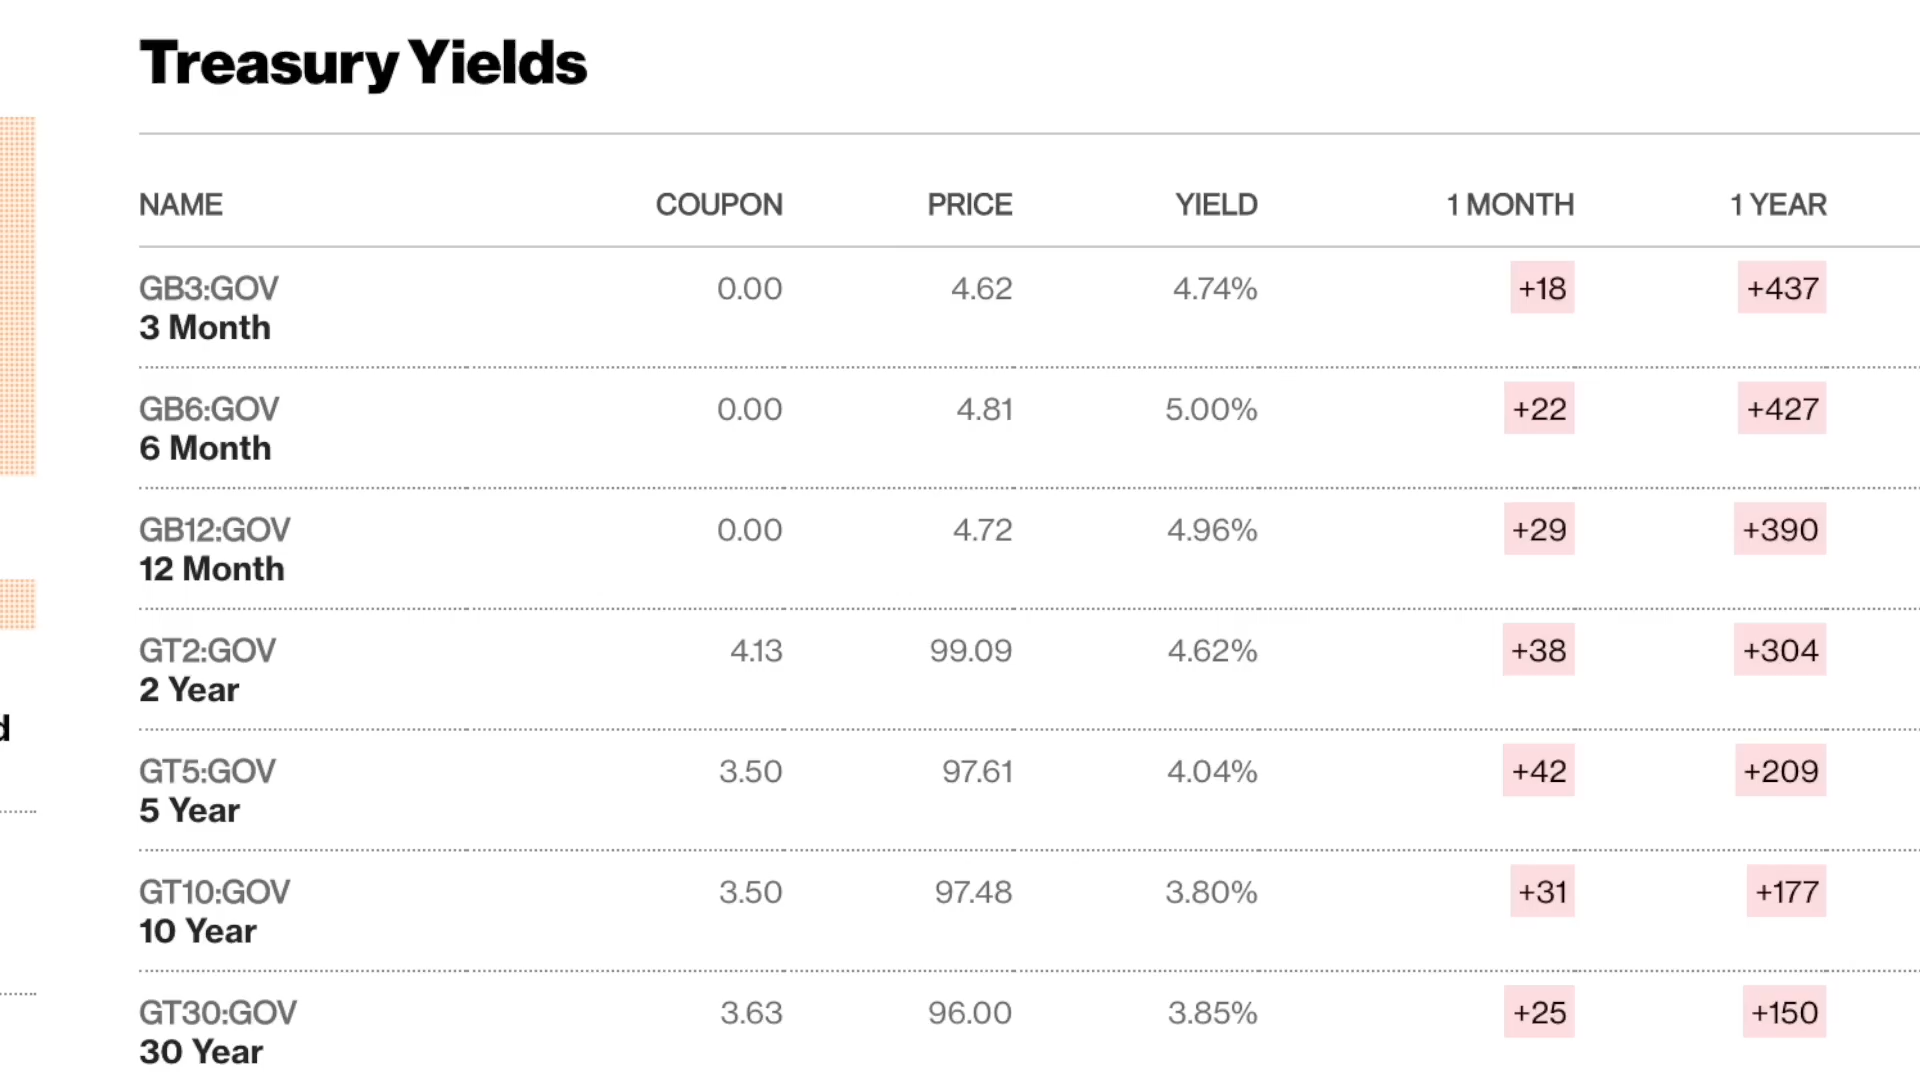 Treasury Yields
NAME COUPON PRICE YIELD 1 MONTH 1 YEAR
GB3:GOV 0.00 4.62 4.74% +18 +437
3 Month
GB6:GOV 0.00 4.81 5.00% +22 +427
6 Month
GB12:GOV 0.00 4.72 4.96% +29 +390
12 Month
GT2:GOV 4.13 99.09 4.62% +38 +304
2 Year
d
GT5:GOV 3.50 97.61 4.04% +42 +209
5 Year
GT10:GOV 3.50 97.48 3.80% +31 +177
10 Year
GT30:GOV 3.63 96.00 3.85% +25 +150
30 Year